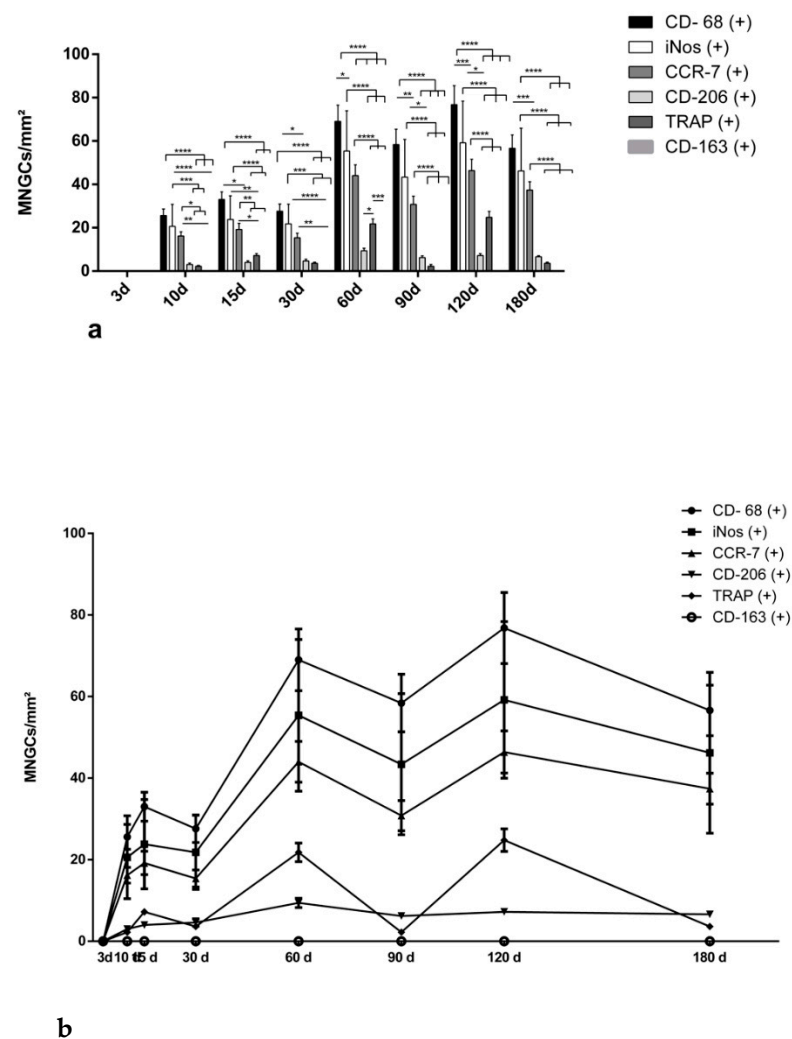 CD- 68 (+)
iNos (+)
CCR-7 (+)
CD-206 (+)
TRAP (+)
CD-163 (+)
MNGCs/mm²
100
80
60
40
20
0
**** **** **** * **** **** **** ****
*** ** * *
**** **** **** ****
3d 10d 15d 30d 60d 90d 120d 180d
a
CD- 68 (+)
iNos (+)
CCR-7 (+)
CD-206 (+)
TRAP (+)
CD-163 (+)
MNGCs/mm²
100
80
60
40
20
0
3d 10 d 15 d 30 d 60 d 90 d 120 d 180 d
b